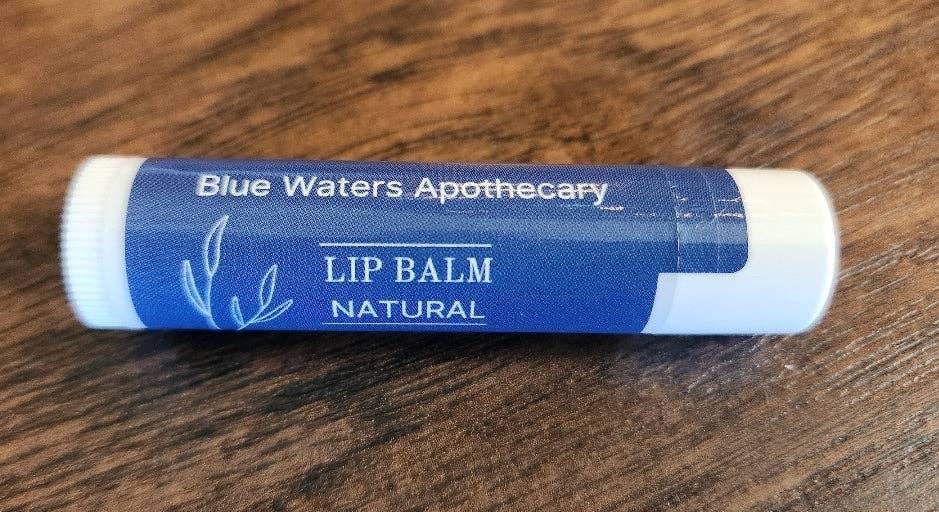 Blue Waters Apothecary
LIP BALM
NATURAL